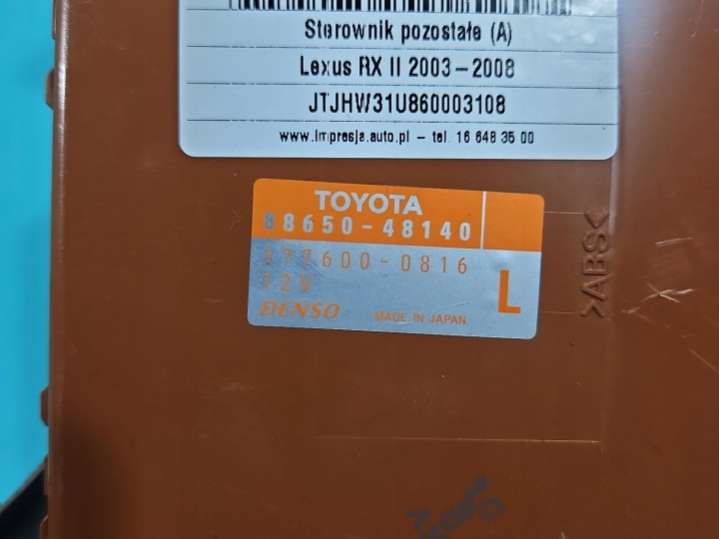 Sterownik pozostałe (A)
Lexus RX II 2003-2008
JTJHW31U860003108
www.impresja.auto.pl - tel. 16 648 35 00
TOYOTA
88650-48140
177600-0816
12V
L
DENSO
MADE IN JAPAN
>ABS<